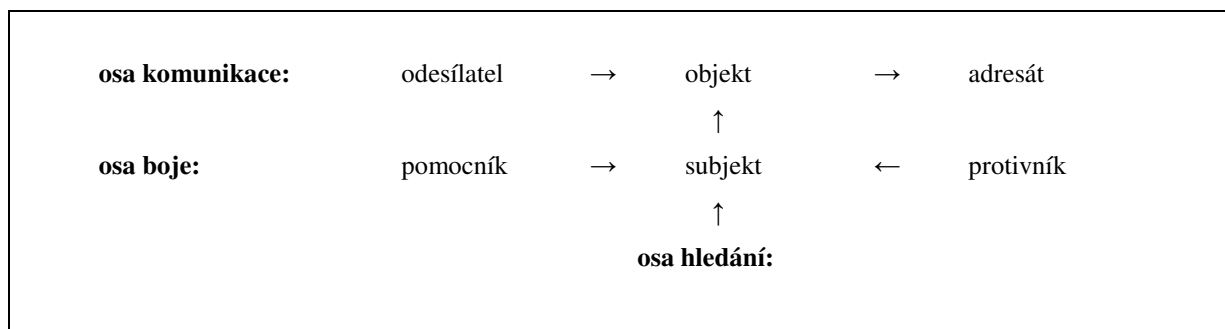 osa komunikace: odesílatel → objekt → adresát
↑
osa boje: pomocník → subjekt ← protivník
↑
osa hledání: